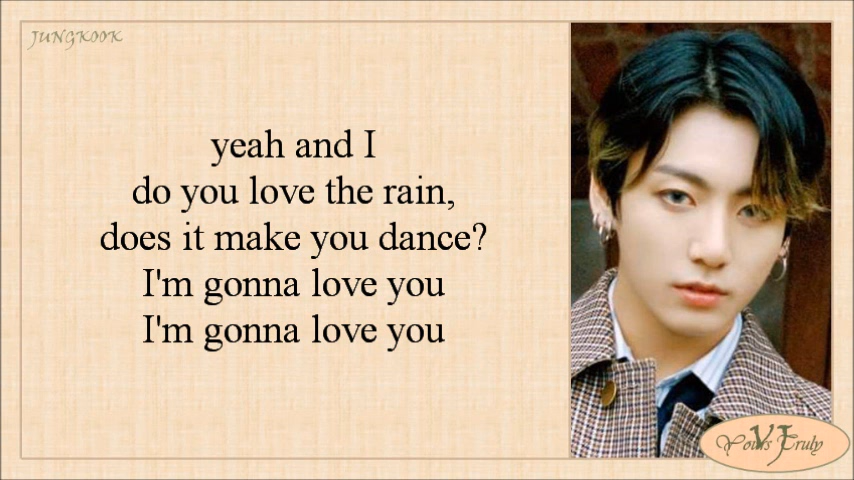 JUNGKOOK
yeah and I
do you love the rain,
does it make you dance?
I'm gonna love you
I'm gonna love you
Yours Truly
YJ